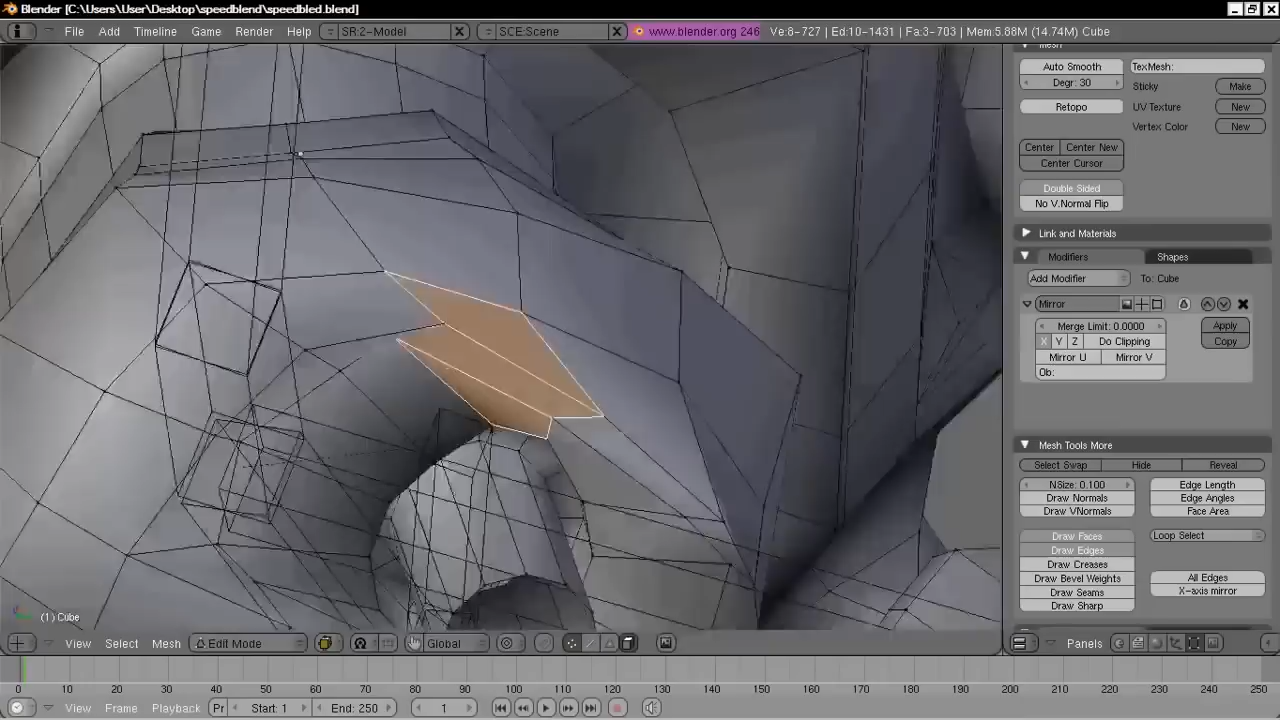 Blender [C:\Users\User\Desktop\speedblend\speedbled.blend]
File Add Timeline Game Render Help SR:2-Model SCE:Scene www.blender.org 246 Ve:8-727 | Ed:10-1431 | Fa:3-703 | Mem:5.88M (14.74M) Cube
Mesh
Auto Smooth TexMesh:
Degr: 30 Sticky Make
Retopo UV Texture New
Vertex Color New
Center Center New
Center Cursor
Double Sided
No V.Normal Flip
Link and Materials
Modifiers Shapes
Add Modifier To: Cube
Mirror
Merge Limit: 0.0000 Apply
X Y Z Do Clipping Copy
Mirror U Mirror V
Ob:
Mesh Tools More
Select Swap Hide Reveal
NSize: 0.100 Edge Length
Draw Normals Edge Angles
Draw VNormals Face Area
Draw Faces Loop Select
Draw Edges
Draw Creases All Edges
Draw Bevel Weights X-axis mirror
Draw Seams
Draw Sharp
(1) Cube
View Select Mesh Edit Mode Global Panels
0 10 20 30 40 50 60 70 80 90 100 110 120 130 140 150 160 170 180 190 200 210 220 230 240 250
View Frame Playback Pr Start: 1 End: 250 1